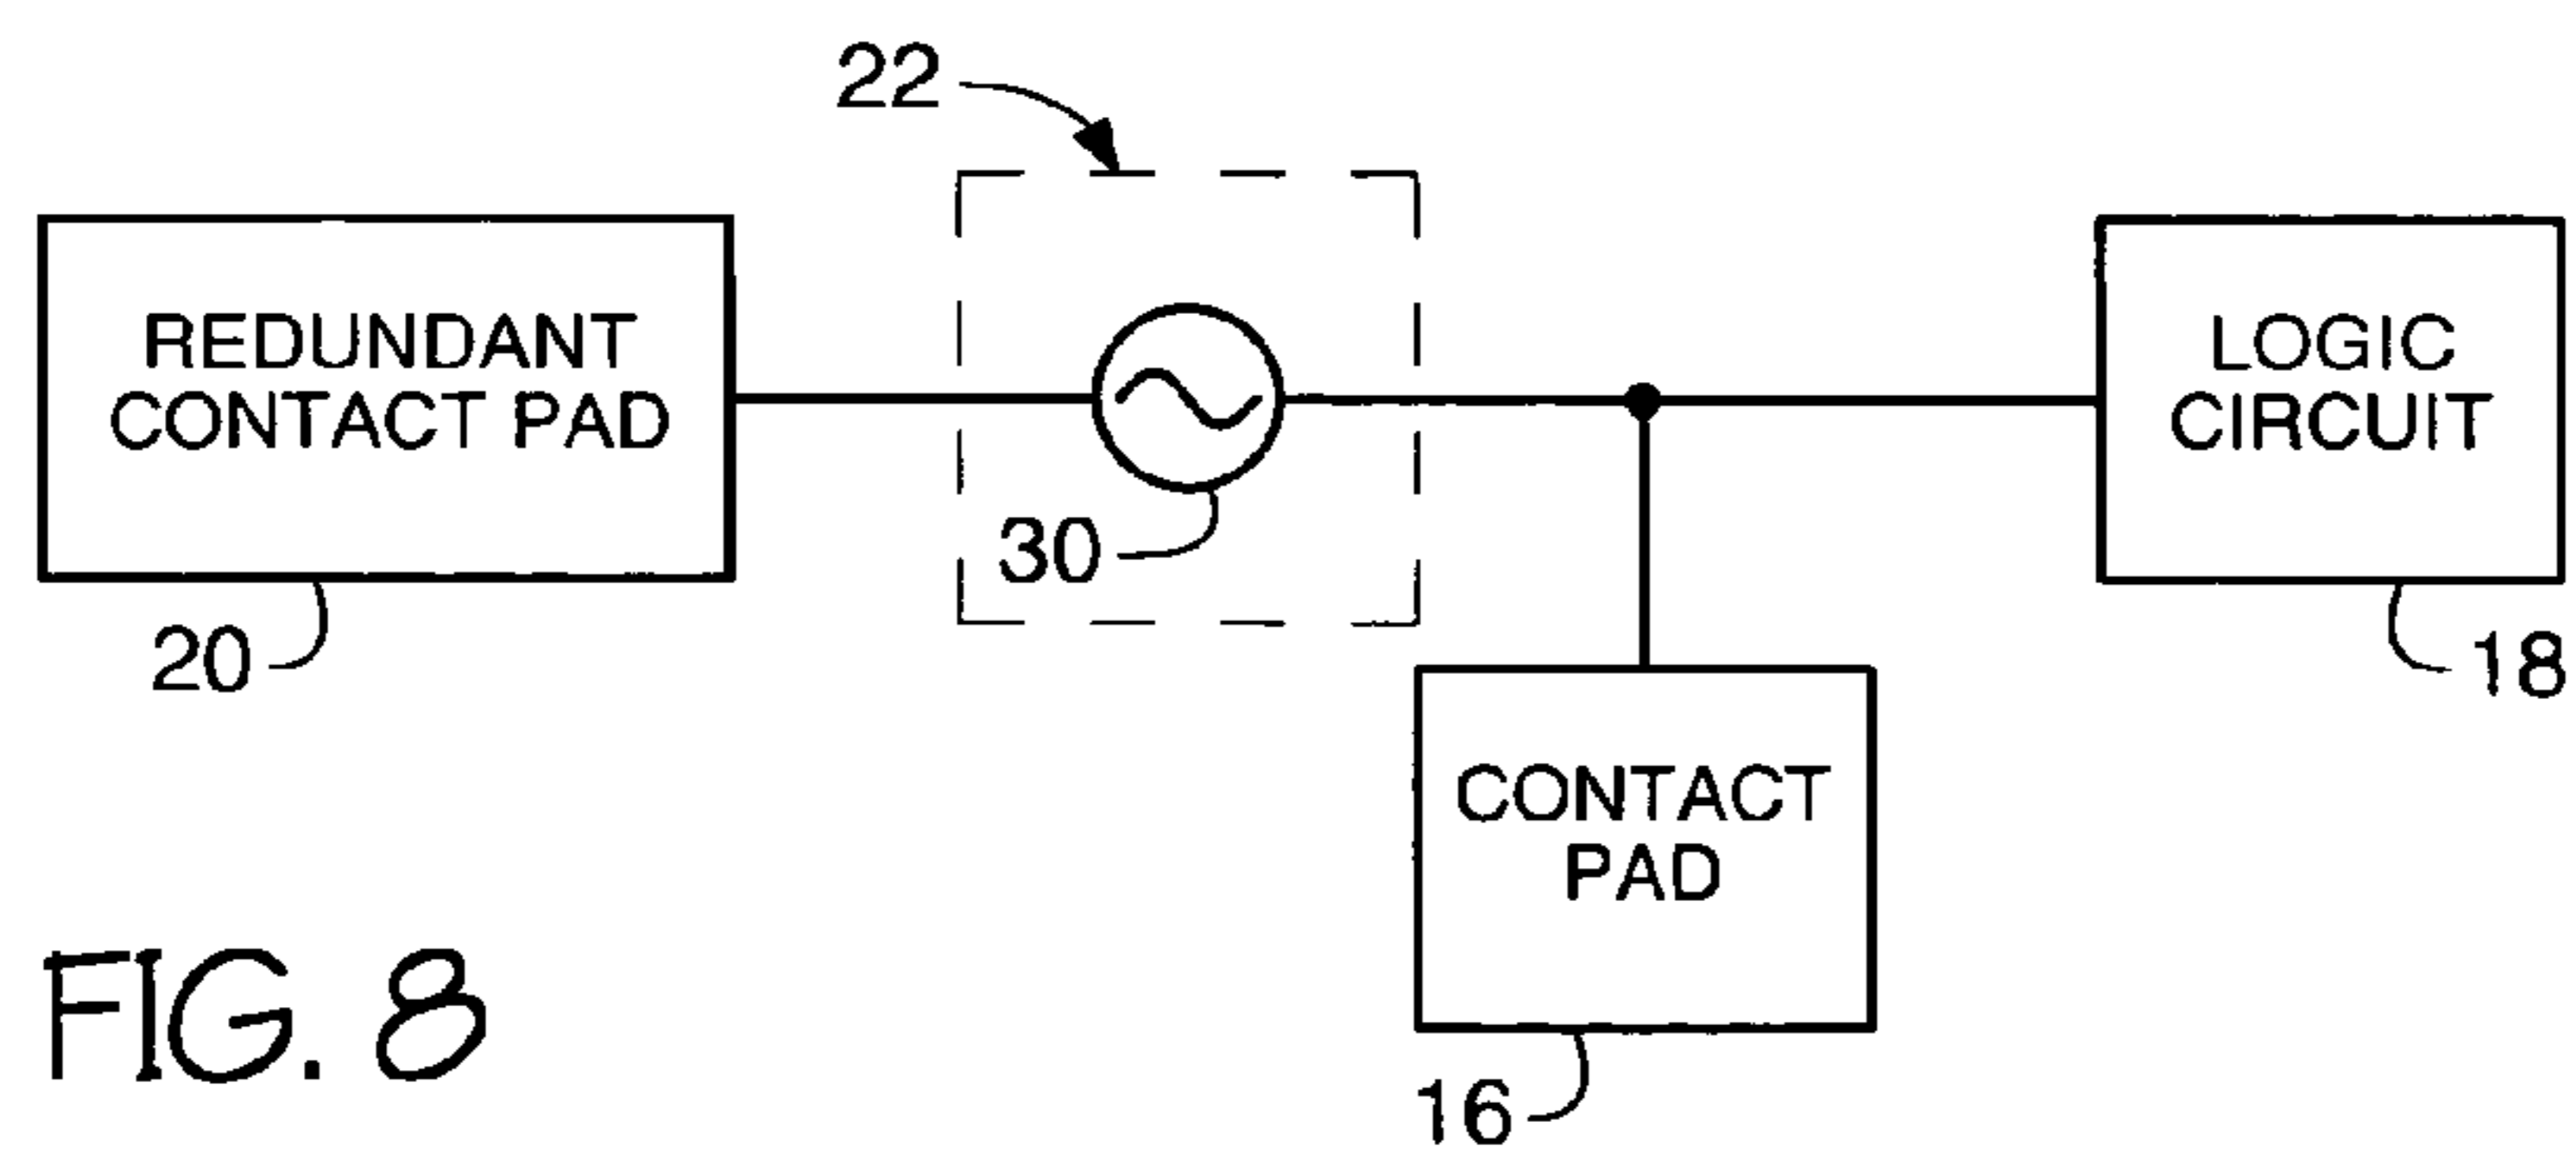 22
REDUNDANT
CONTACT PAD
LOGIC
CIRCUIT
30
20
18
CONTACT
PAD
16
FIG. 8